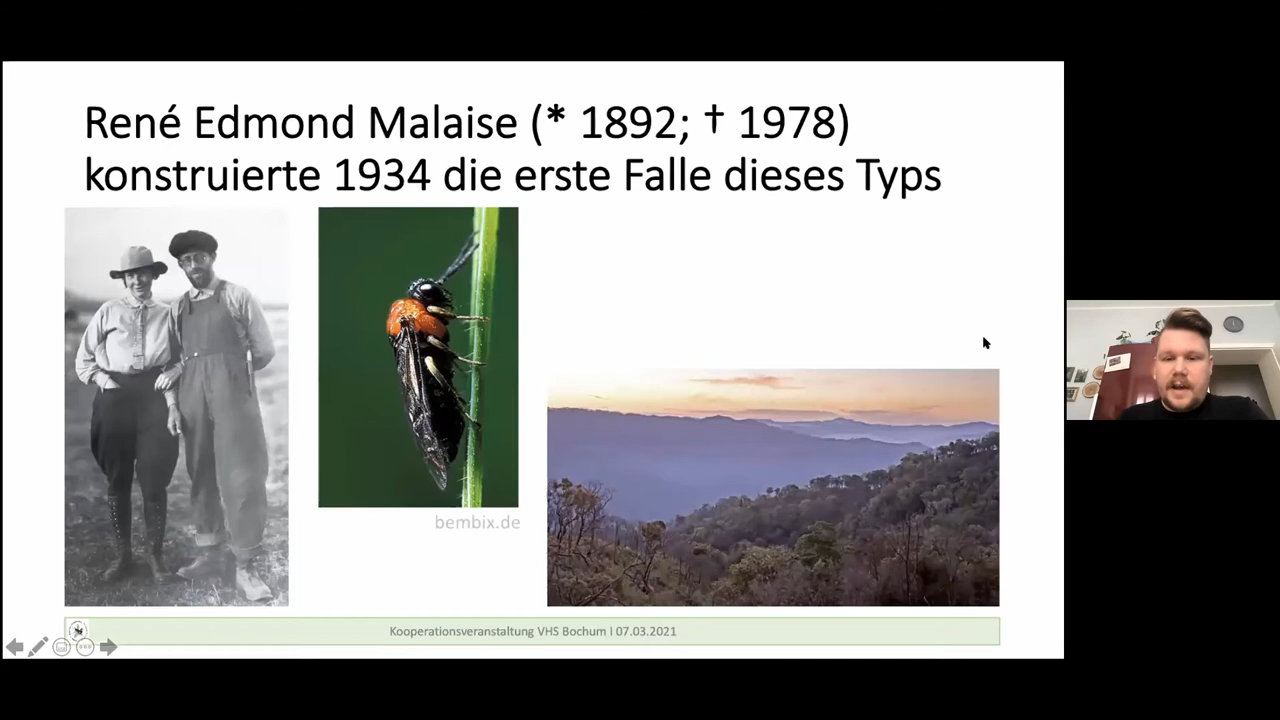 René Edmond Malaise (* 1892; † 1978)
konstruierte 1934 die erste Falle dieses Typs
bembix.de
Kooperationsveranstaltung VHS Bochum I 07.03.2021